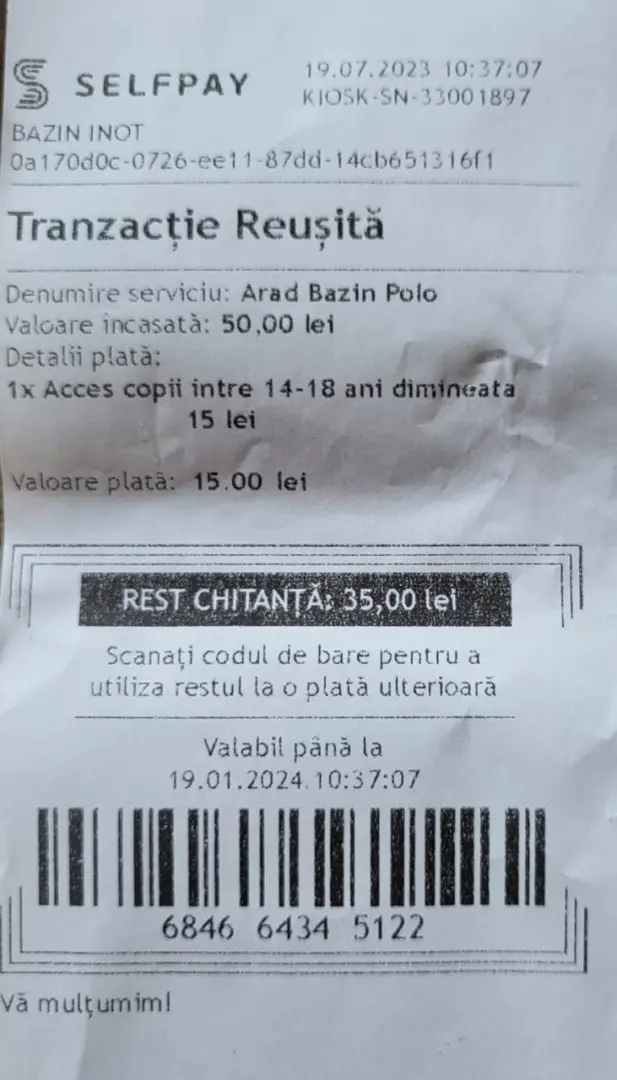 SELFPAY
19.07.2023 10:37:07
KIOSK-SN-33001897
BAZIN INOT
0a170d0c-0726-ee11-87dd-14cb651316f1
Tranzacție Reușită
Denumire serviciu: Arad Bazin Polo
Valoare incasată: 50,00 lei
Detalii plată:
1x Acces copii intre 14-18 ani dimineata
15 lei
Valoare plată: 15.00 lei
REST CHITANȚĂ: 35,00 lei
Scanați codul de bare pentru a
utiliza restul la o plată ulterioară
Valabil până la
19.01.2024 10:37:07
6846 6434 5122
Vă mulțumim!